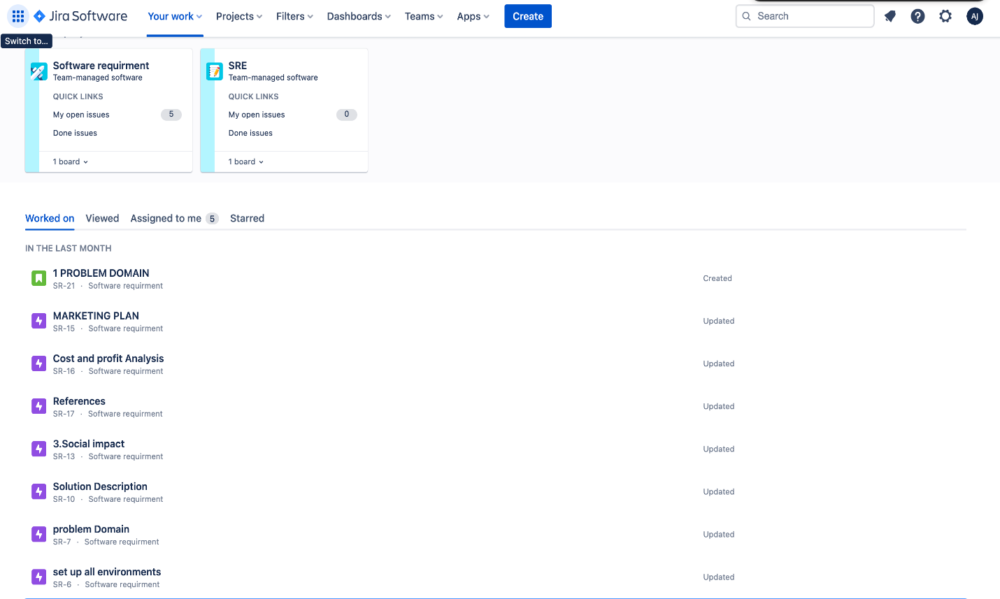 Jira Software
Your work
Projects
Filters
Dashboards
Teams
Apps
Create
Search
AJ
Switch to...
Software requirment
Team-managed software
QUICK LINKS
My open issues 5
Done issues
1 board
SRE
Team-managed software
QUICK LINKS
My open issues 0
Done issues
1 board
Worked on Viewed Assigned to me 5 Starred
IN THE LAST MONTH
1 PROBLEM DOMAIN
SR-21 · Software requirment
Created
MARKETING PLAN
SR-15 · Software requirment
Updated
Cost and profit Analysis
SR-16 · Software requirment
Updated
References
SR-17 · Software requirment
Updated
3.Social impact
SR-13 · Software requirment
Updated
Solution Description
SR-10 · Software requirment
Updated
problem Domain
SR-7 · Software requirment
Updated
set up all environments
SR-6 · Software requirment
Updated